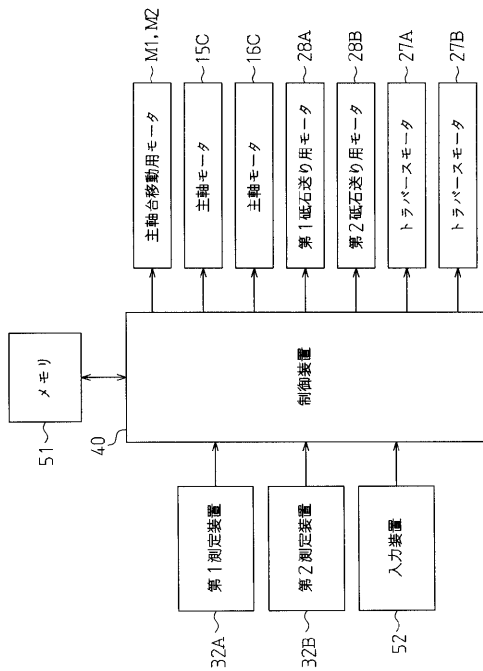 メモリ
51
40
制御装置
第1測定装置
32A
第2測定装置
32B
入力装置
52
主軸台移動用モータ
M1,M2
主軸モータ
15C
主軸モータ
16C
第1砥石送り用モータ
28A
第2砥石送り用モータ
28B
トラバースモータ
27A
トラバースモータ
27B